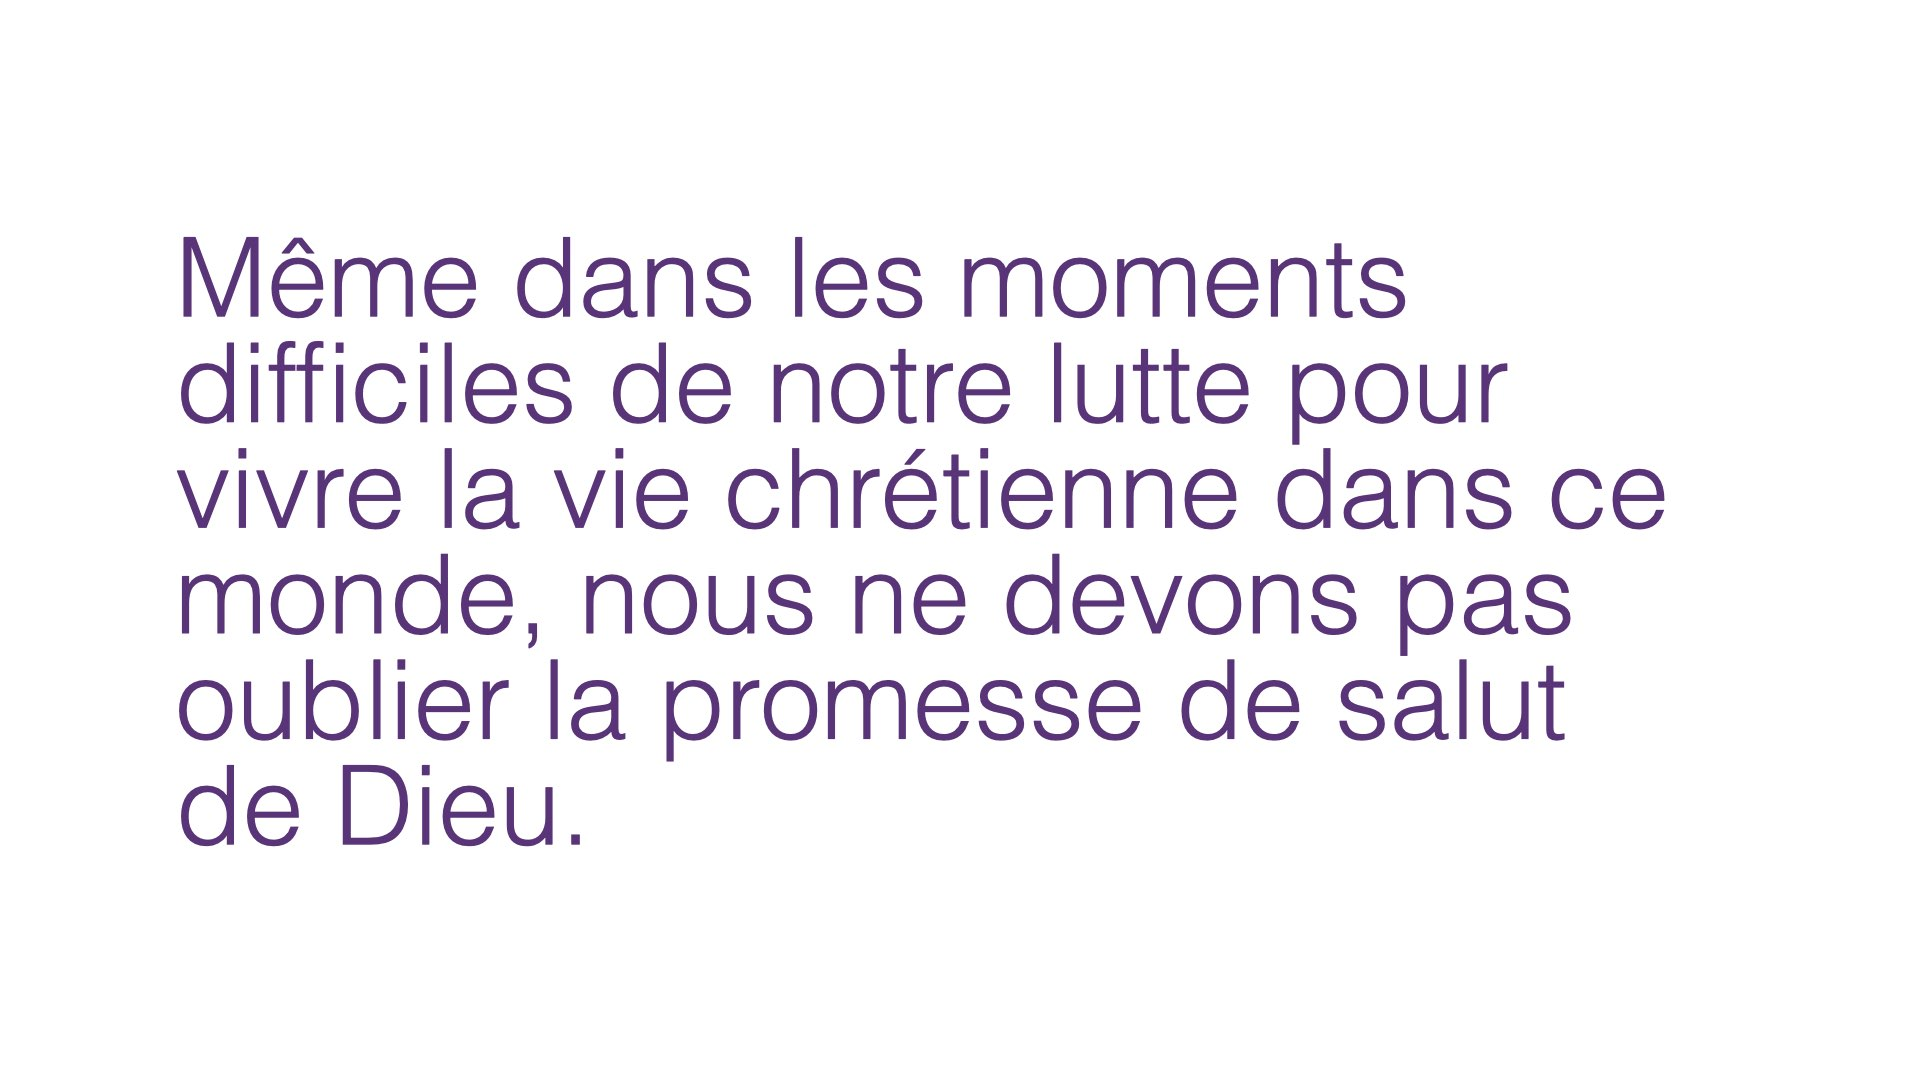 Même dans les moments
difficiles de notre lutte pour
vivre la vie chrétienne dans ce
monde, nous ne devons pas
oublier la promesse de salut
de Dieu.